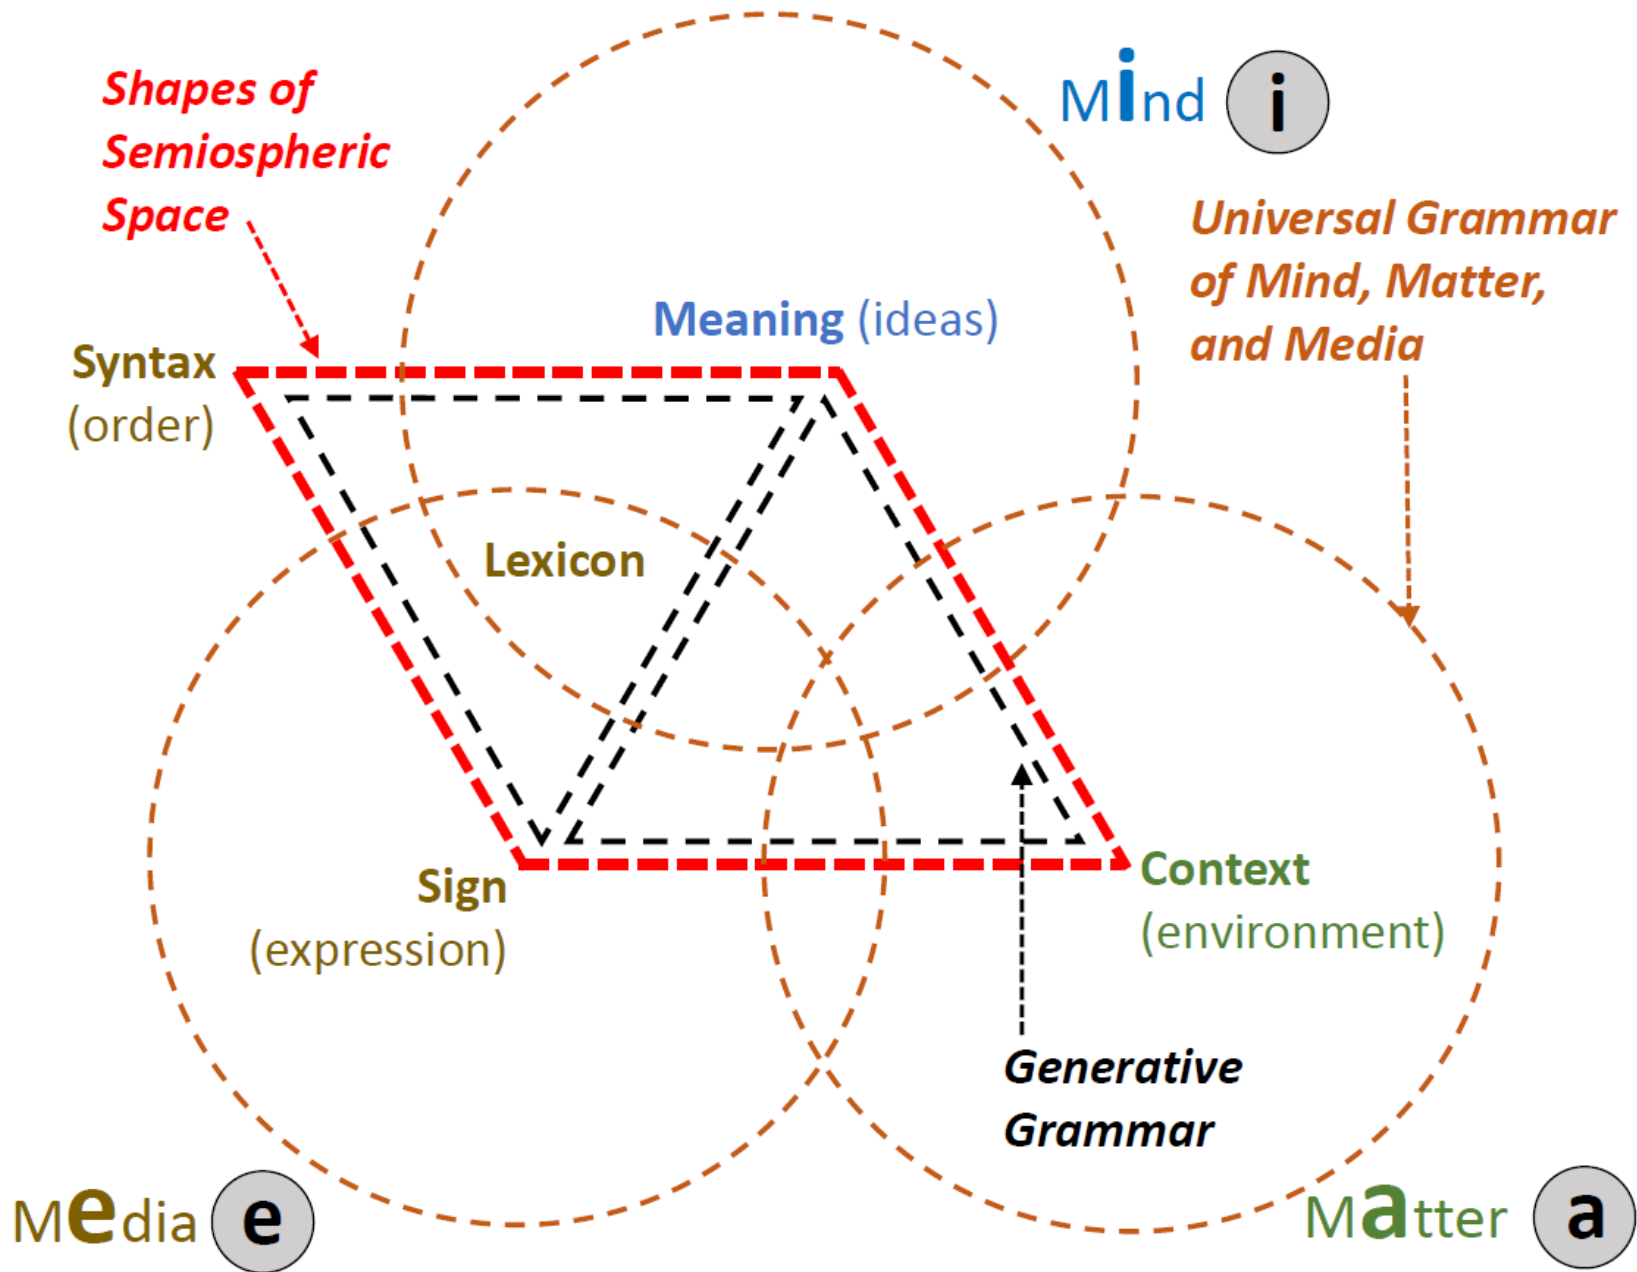 Shapes of
Semiospheric
Space
Mind i
Universal Grammar
of Mind, Matter,
and Media
Meaning (ideas)
Syntax
(order)
Lexicon
Sign
(expression)
Context
(environment)
Generative
Grammar
Media e
Matter a